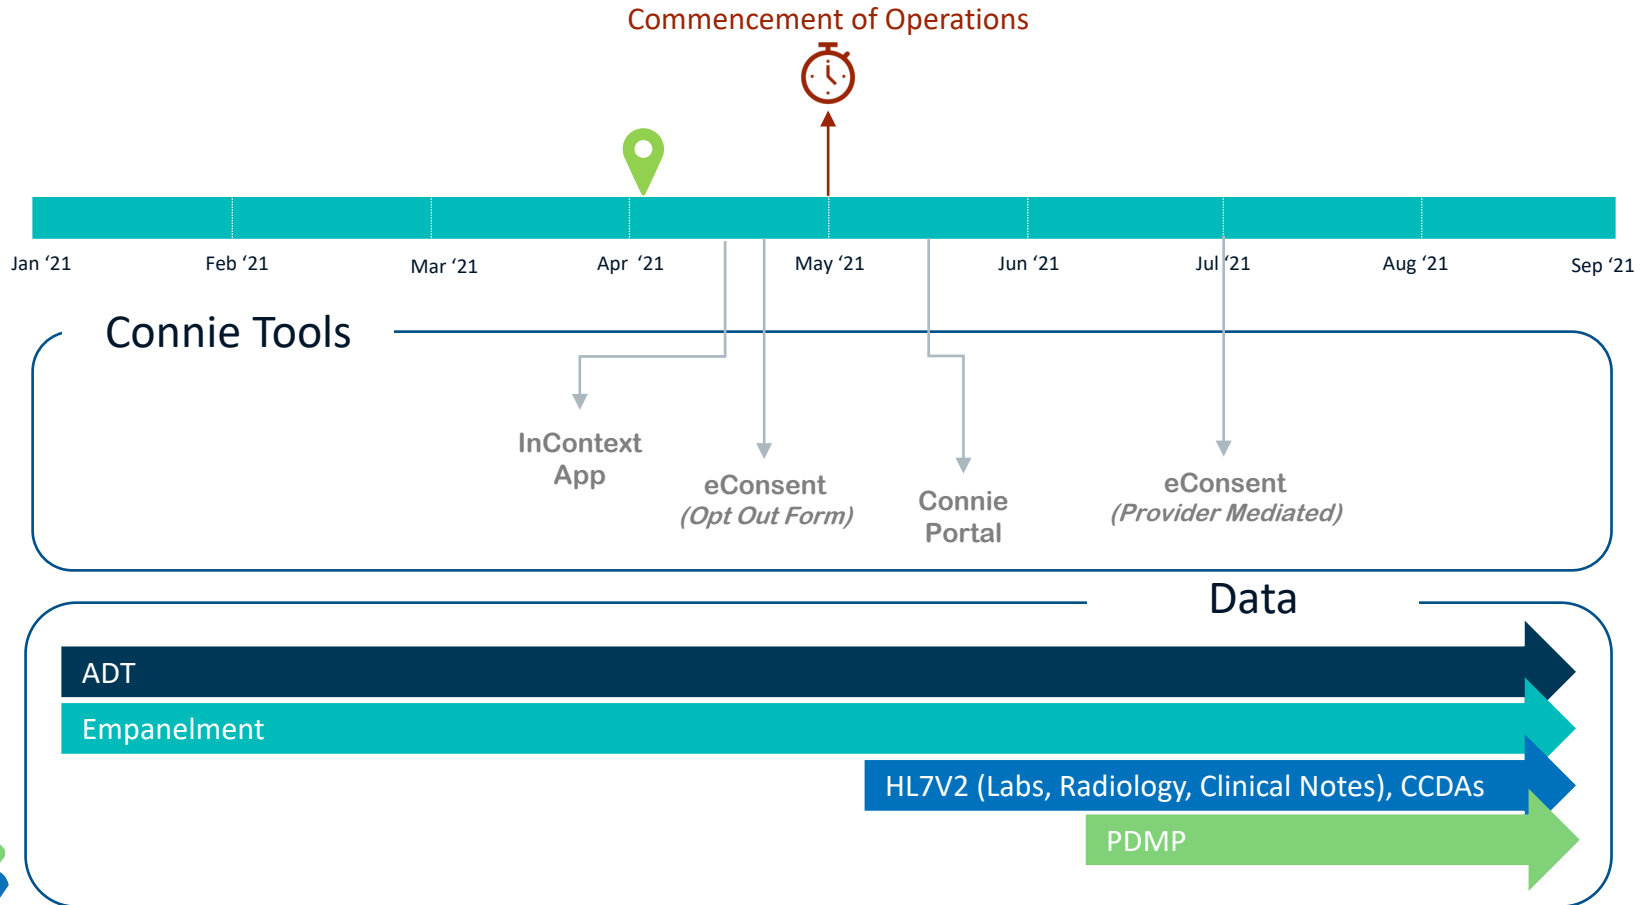 Commencement of Operations
Jan ‘21
Feb ‘21
Mar ‘21
Apr ‘21
May ‘21
Jun ‘21
Jul ‘21
Aug ‘21
Sep ‘21
Connie Tools
InContext
App
eConsent
(Opt Out Form)
Connie
Portal
eConsent
(Provider Mediated)
Data
ADT
Empanelment
HL7V2 (Labs, Radiology, Clinical Notes), CCDAs
PDMP